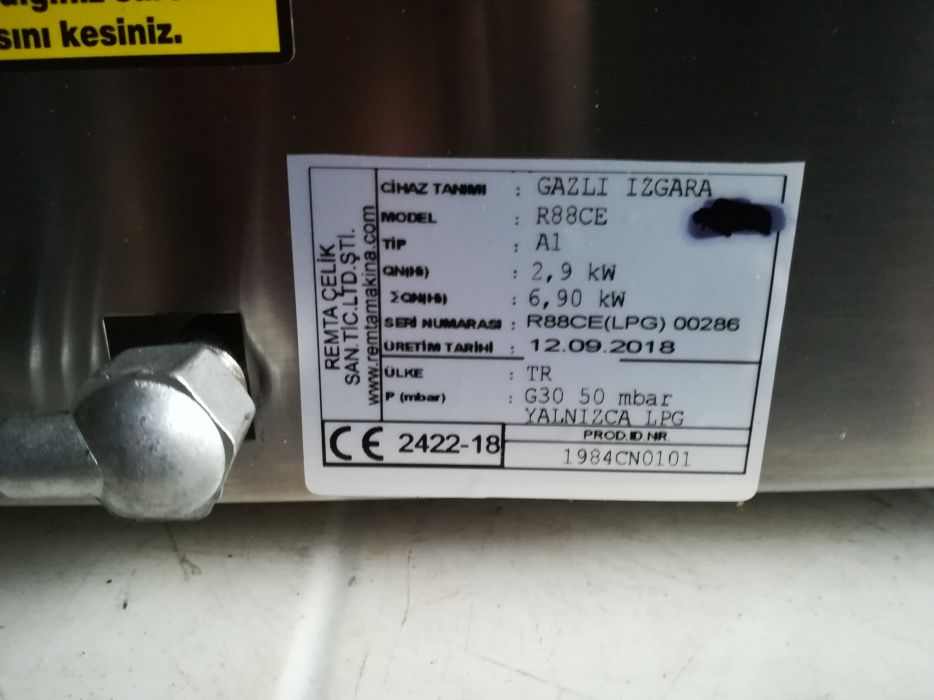 sını kesiniz.
REMTA ÇELİK
SAN.TİC.LTD.ŞTİ.
www.remtamakina.com
CİHAZ TANIMI : GAZLI IZGARA
MODEL : R88CE
TİP : A1
QN(Hi) : 2,9 kW
ΣQN(Hi) : 6,90 kW
SERİ NUMARASI : R88CE(LPG) 00286
ÜRETİM TARİHİ : 12.09.2018
ÜLKE : TR
P (mbar) : G30 50 mbar
YALNIZCA LPG
CE 2422-18
PROD.ID NR.
1984CN0101